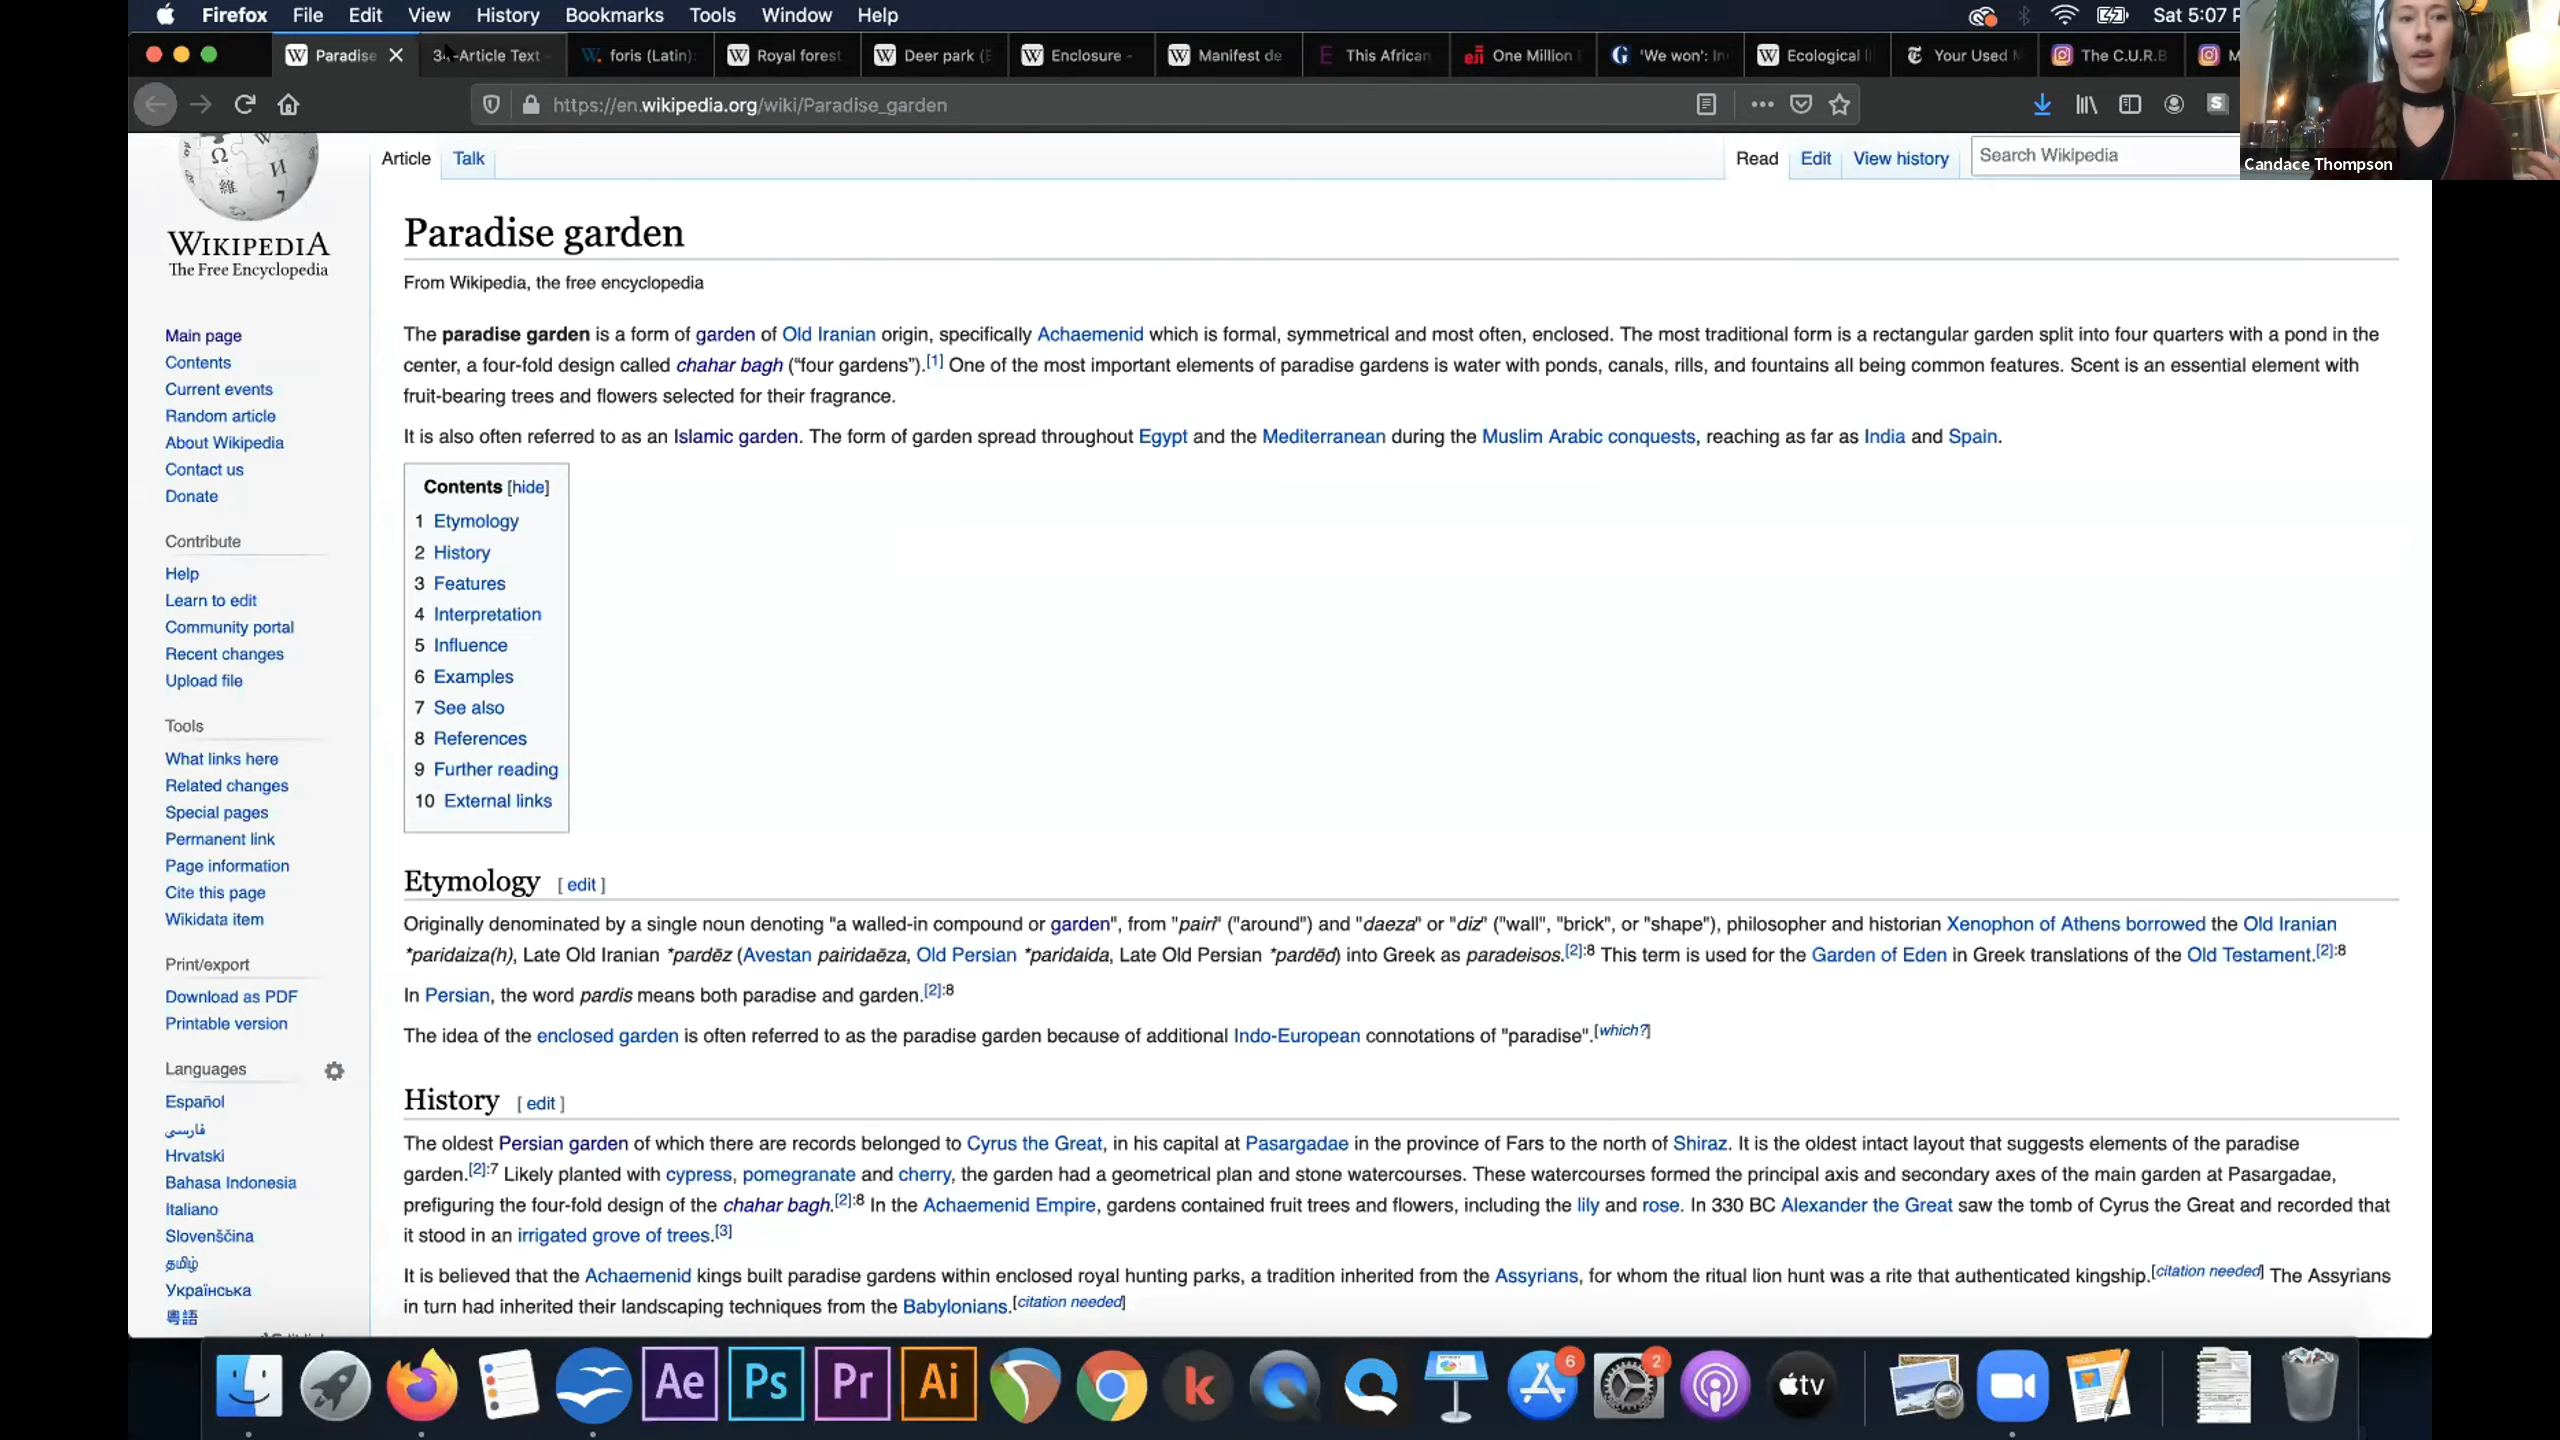 Firefox File Edit View History Bookmarks Tools Window Help
Sat 5:07
Paradise
-Article Text -
foris (Latin):
Royal forest
Deer park (E
Enclosure -
Manifest de
This African
One Million
'We won': In
Ecological I
Your Used
The C.U.R.B
https://en.wikipedia.org/wiki/Paradise_garden
Candace Thompson
WIKIPEDIA
The Free Encyclopedia
Main page
Contents
Current events
Random article
About Wikipedia
Contact us
Donate
Contribute
Help
Learn to edit
Community portal
Recent changes
Upload file
Tools
What links here
Related changes
Special pages
Permanent link
Page information
Cite this page
Wikidata item
Print/export
Download as PDF
Printable version
Languages
Español
فارسی
Hrvatski
Bahasa Indonesia
Italiano
Slovenščina
தமிழ்
Українська
粵語
Article Talk
Read Edit View history Search Wikipedia
Paradise garden
From Wikipedia, the free encyclopedia
The paradise garden is a form of garden of Old Iranian origin, specifically Achaemenid which is formal, symmetrical and most often, enclosed. The most traditional form is a rectangular garden split into four quarters with a pond in the
center, a four-fold design called chahar bagh (“four gardens”).[1] One of the most important elements of paradise gardens is water with ponds, canals, rills, and fountains all being common features. Scent is an essential element with
fruit-bearing trees and flowers selected for their fragrance.
It is also often referred to as an Islamic garden. The form of garden spread throughout Egypt and the Mediterranean during the Muslim Arabic conquests, reaching as far as India and Spain.
Contents [hide]
1 Etymology
2 History
3 Features
4 Interpretation
5 Influence
6 Examples
7 See also
8 References
9 Further reading
10 External links
Etymology [ edit ]
Originally denominated by a single noun denoting "a walled-in compound or garden", from "pairi" ("around") and "daeza" or "diz" ("wall", "brick", or "shape"), philosopher and historian Xenophon of Athens borrowed the Old Iranian
*paridaiza(h), Late Old Iranian *pardēz (Avestan pairidaēza, Old Persian *paridaida, Late Old Persian *pardēd) into Greek as paradeisos.[2]:8 This term is used for the Garden of Eden in Greek translations of the Old Testament.[2]:8
In Persian, the word pardis means both paradise and garden.[2]:8
The idea of the enclosed garden is often referred to as the paradise garden because of additional Indo-European connotations of "paradise".[which?]
History [ edit ]
The oldest Persian garden of which there are records belonged to Cyrus the Great, in his capital at Pasargadae in the province of Fars to the north of Shiraz. It is the oldest intact layout that suggests elements of the paradise
garden.[2]:7 Likely planted with cypress, pomegranate and cherry, the garden had a geometrical plan and stone watercourses. These watercourses formed the principal axis and secondary axes of the main garden at Pasargadae,
prefiguring the four-fold design of the chahar bagh.[2]:8 In the Achaemenid Empire, gardens contained fruit trees and flowers, including the lily and rose. In 330 BC Alexander the Great saw the tomb of Cyrus the Great and recorded that
it stood in an irrigated grove of trees.[3]
It is believed that the Achaemenid kings built paradise gardens within enclosed royal hunting parks, a tradition inherited from the Assyrians, for whom the ritual lion hunt was a rite that authenticated kingship.[citation needed] The Assyrians
in turn had inherited their landscaping techniques from the Babylonians.[citation needed]
Ae Ps Pr Ai k 6 2 tv